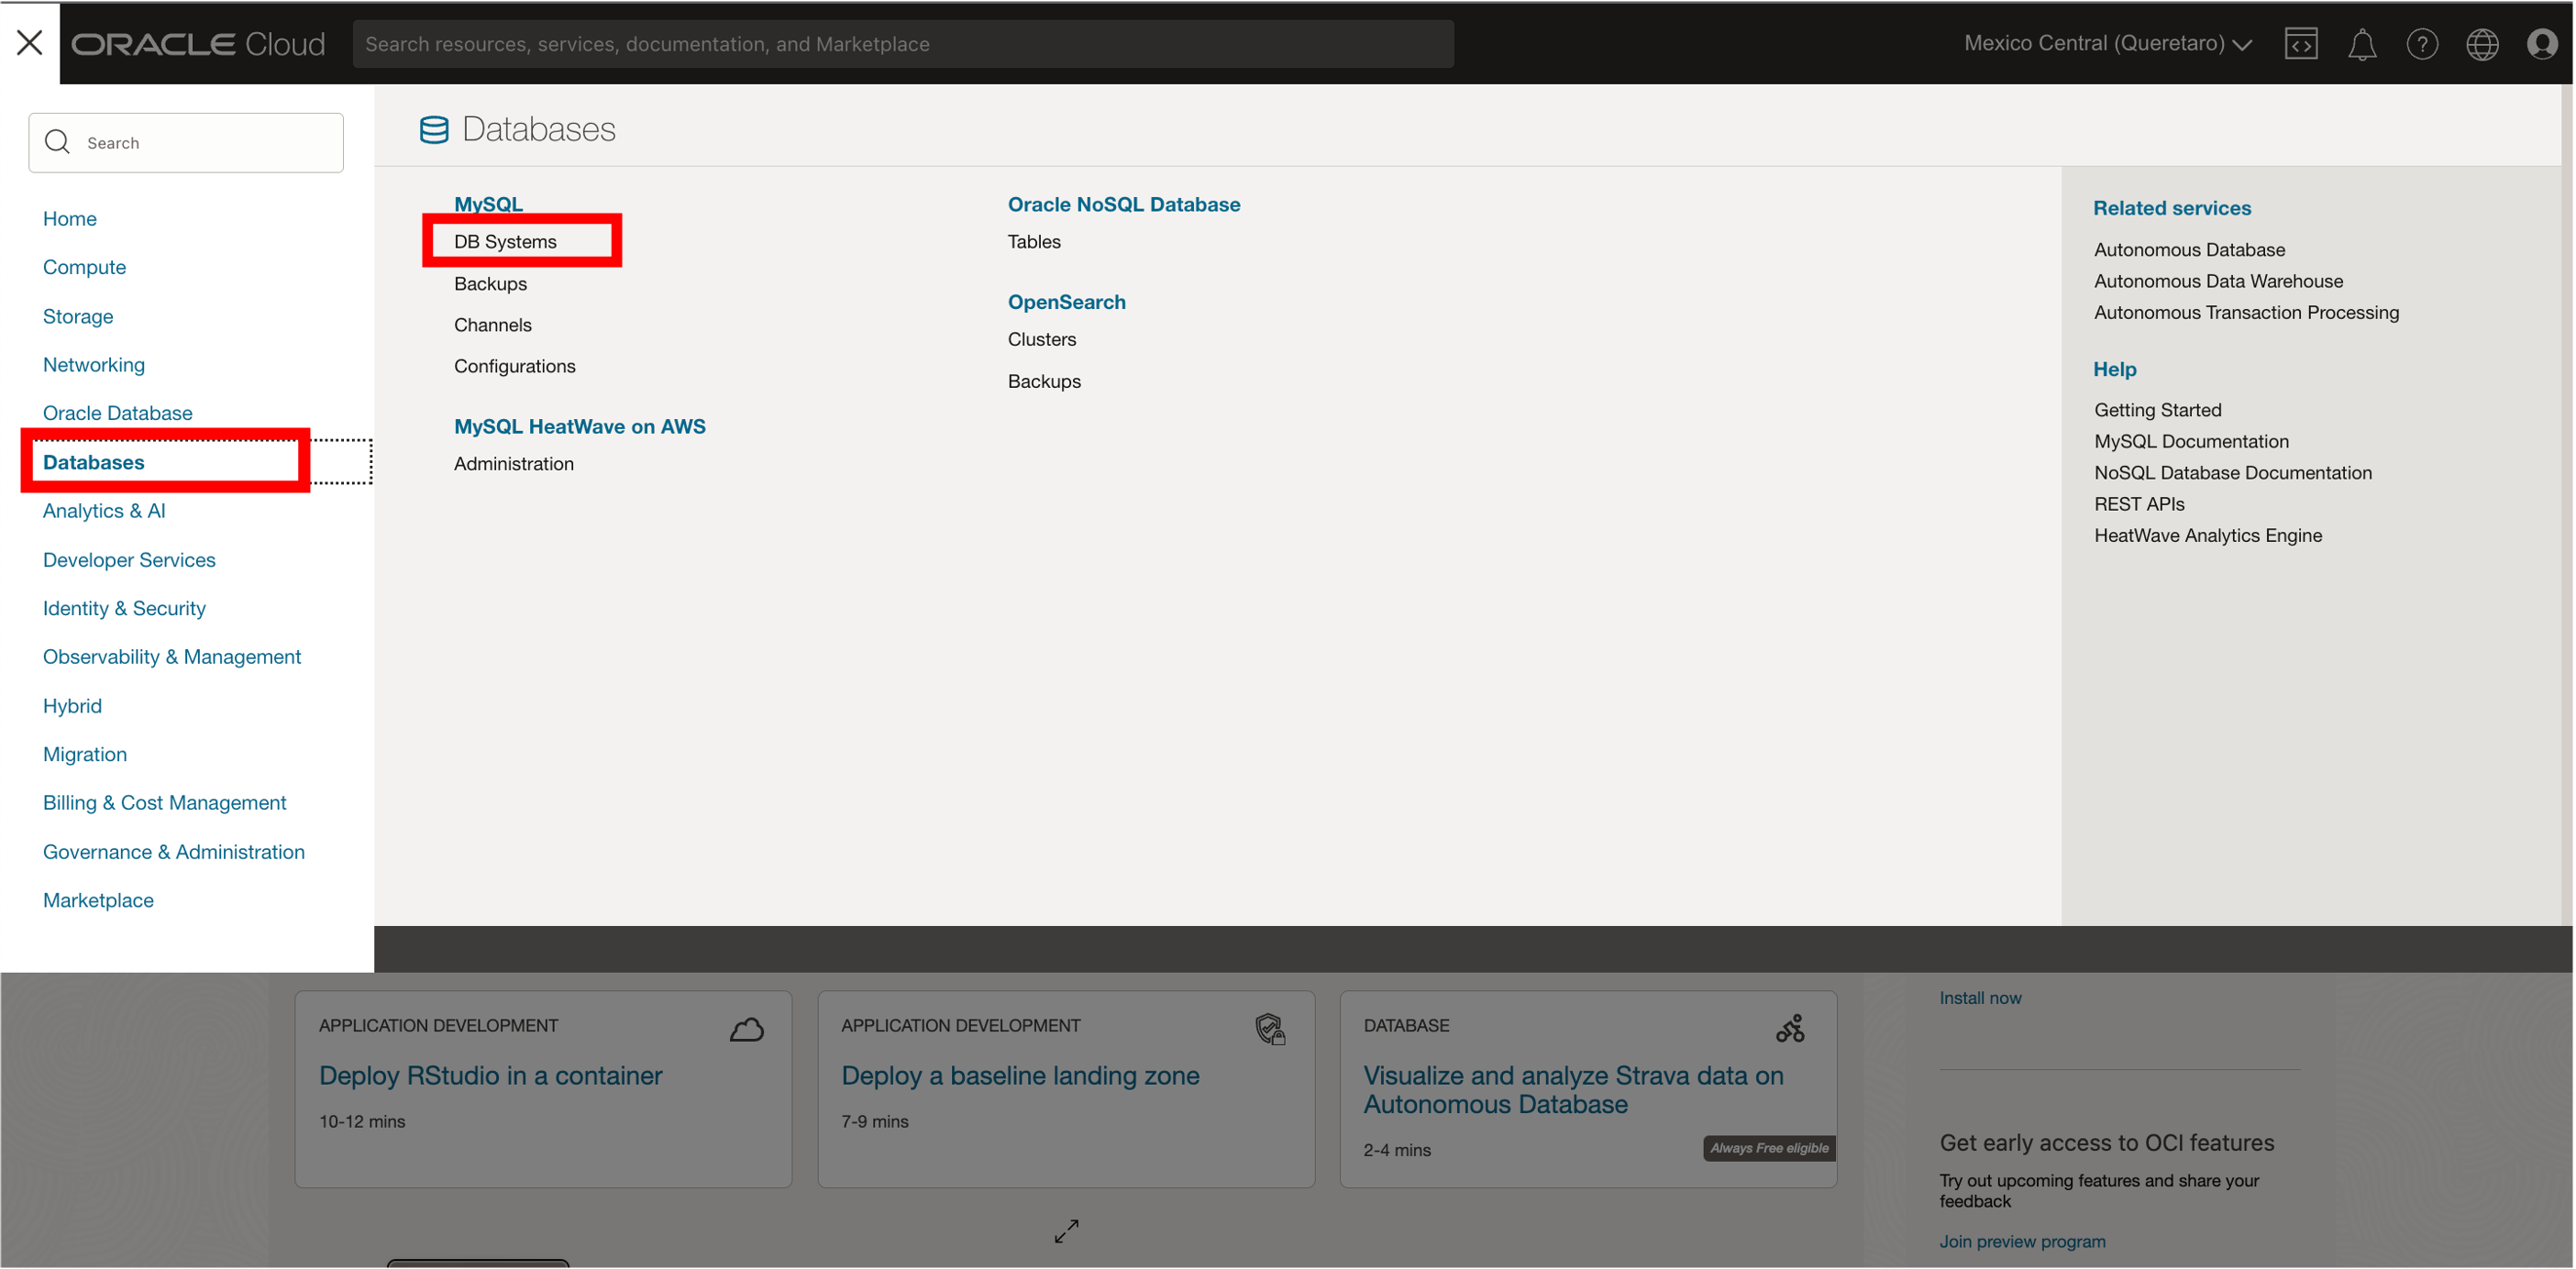 ORACLE Cloud
Search resources, services, documentation, and Marketplace
Mexico Central (Queretaro)
Search
Home
Compute
Storage
Networking
Oracle Database
Databases
Analytics & AI
Developer Services
Identity & Security
Observability & Management
Hybrid
Migration
Billing & Cost Management
Governance & Administration
Marketplace
Databases
MySQL
DB Systems
Backups
Channels
Configurations
MySQL HeatWave on AWS
Administration
Oracle NoSQL Database
Tables
OpenSearch
Clusters
Backups
Related services
Autonomous Database
Autonomous Data Warehouse
Autonomous Transaction Processing
Help
Getting Started
MySQL Documentation
NoSQL Database Documentation
REST APIs
HeatWave Analytics Engine
APPLICATION DEVELOPMENT
Deploy RStudio in a container
10-12 mins
APPLICATION DEVELOPMENT
Deploy a baseline landing zone
7-9 mins
DATABASE
Visualize and analyze Strava data on
Autonomous Database
2-4 mins
Always Free eligible
Install now
Get early access to OCI features
Try out upcoming features and share your
feedback
Join preview program